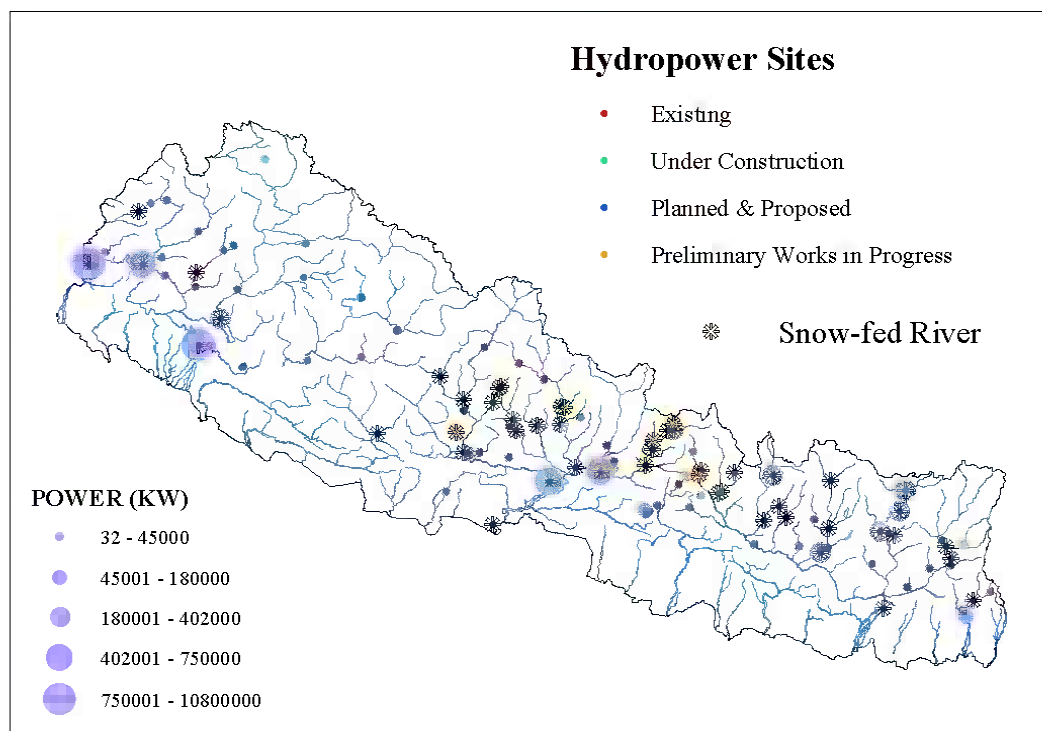 Hydropower Sites
Existing
Under Construction
Planned & Proposed
Preliminary Works in Progress
Snow-fed River
POWER (KW)
32 - 45000
45001 - 180000
180001 - 402000
402001 - 750000
750001 - 10800000